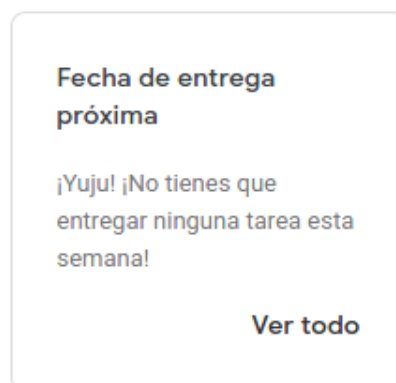 Fecha de entrega
próxima
¡Yuju! ¡No tienes que
entregar ninguna tarea esta
semana!
Ver todo